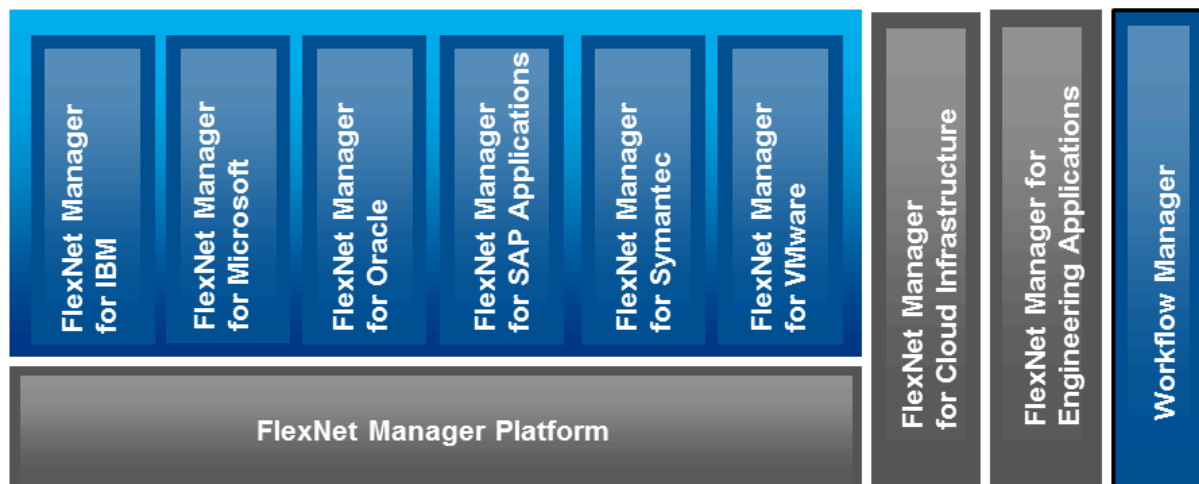 FlexNet Manager
for IBM
FlexNet Manager
for Microsoft
FlexNet Manager
for Oracle
FlexNet Manager
for SAP Applications
FlexNet Manager
for Symantec
FlexNet Manager
for VMware
FlexNet Manager
for Cloud Infrastructure
FlexNet Manager for
Engineering Applications
Workflow Manager
FlexNet Manager Platform